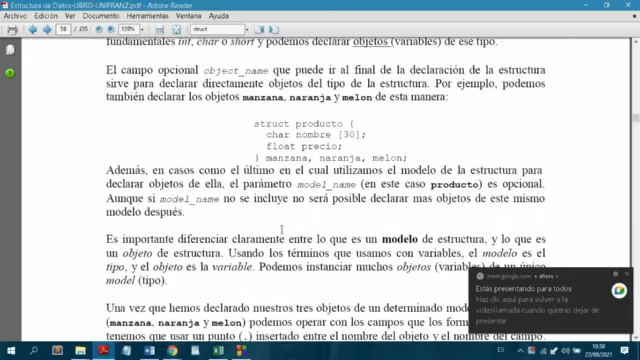 Estructura de Datos-UBRD-UNIFRANZ.pdf - Adobe Reader
Archivo Edición Ver Documento Herramientas Ventana Ayuda
58 / 235 139% struct
fundamentales int, char o short y podemos declarar objetos (variables) de ese tipo.
El campo opcional object_name que puede ir al final de la declaración de la estructura
sirve para declarar directamente objetos del tipo de la estructura. Por ejemplo, podemos
también declarar los objetos manzana, naranja y melon de esta manera:
struct producto {
char nombre [30];
float precio;
} manzana, naranja, melon;
Además, en casos como el último en el cual utilizamos el modelo de la estructura para
declarar objetos de ella, el parámetro model_name (en este caso producto) es opcional.
Aunque si model_name no se incluye no será posible declarar mas objetos de este mismo
modelo después.
Es importante diferenciar claramente entre lo que es un modelo de estructura, y lo que es
un objeto de estructura. Usando los términos que usamos con variables, el modelo es el
tipo, y el objeto es la variable. Podemos instanciar muchos objetos (variables) de un único
model (tipo).
Una vez que hemos declarado nuestros tres objetos de un determinado model
(manzana, naranja y melon) podemos operar con los campos que los form
tenemos que usar un punto (.) insertado entre el nombre del objeto y el nombre del campo.
meet.google.com • ahora
Estás presentando para todos
Haz clic aquí para volver a la
videollamada cuando quieras dejar de
presentar
ES
10:50
27/09/2021